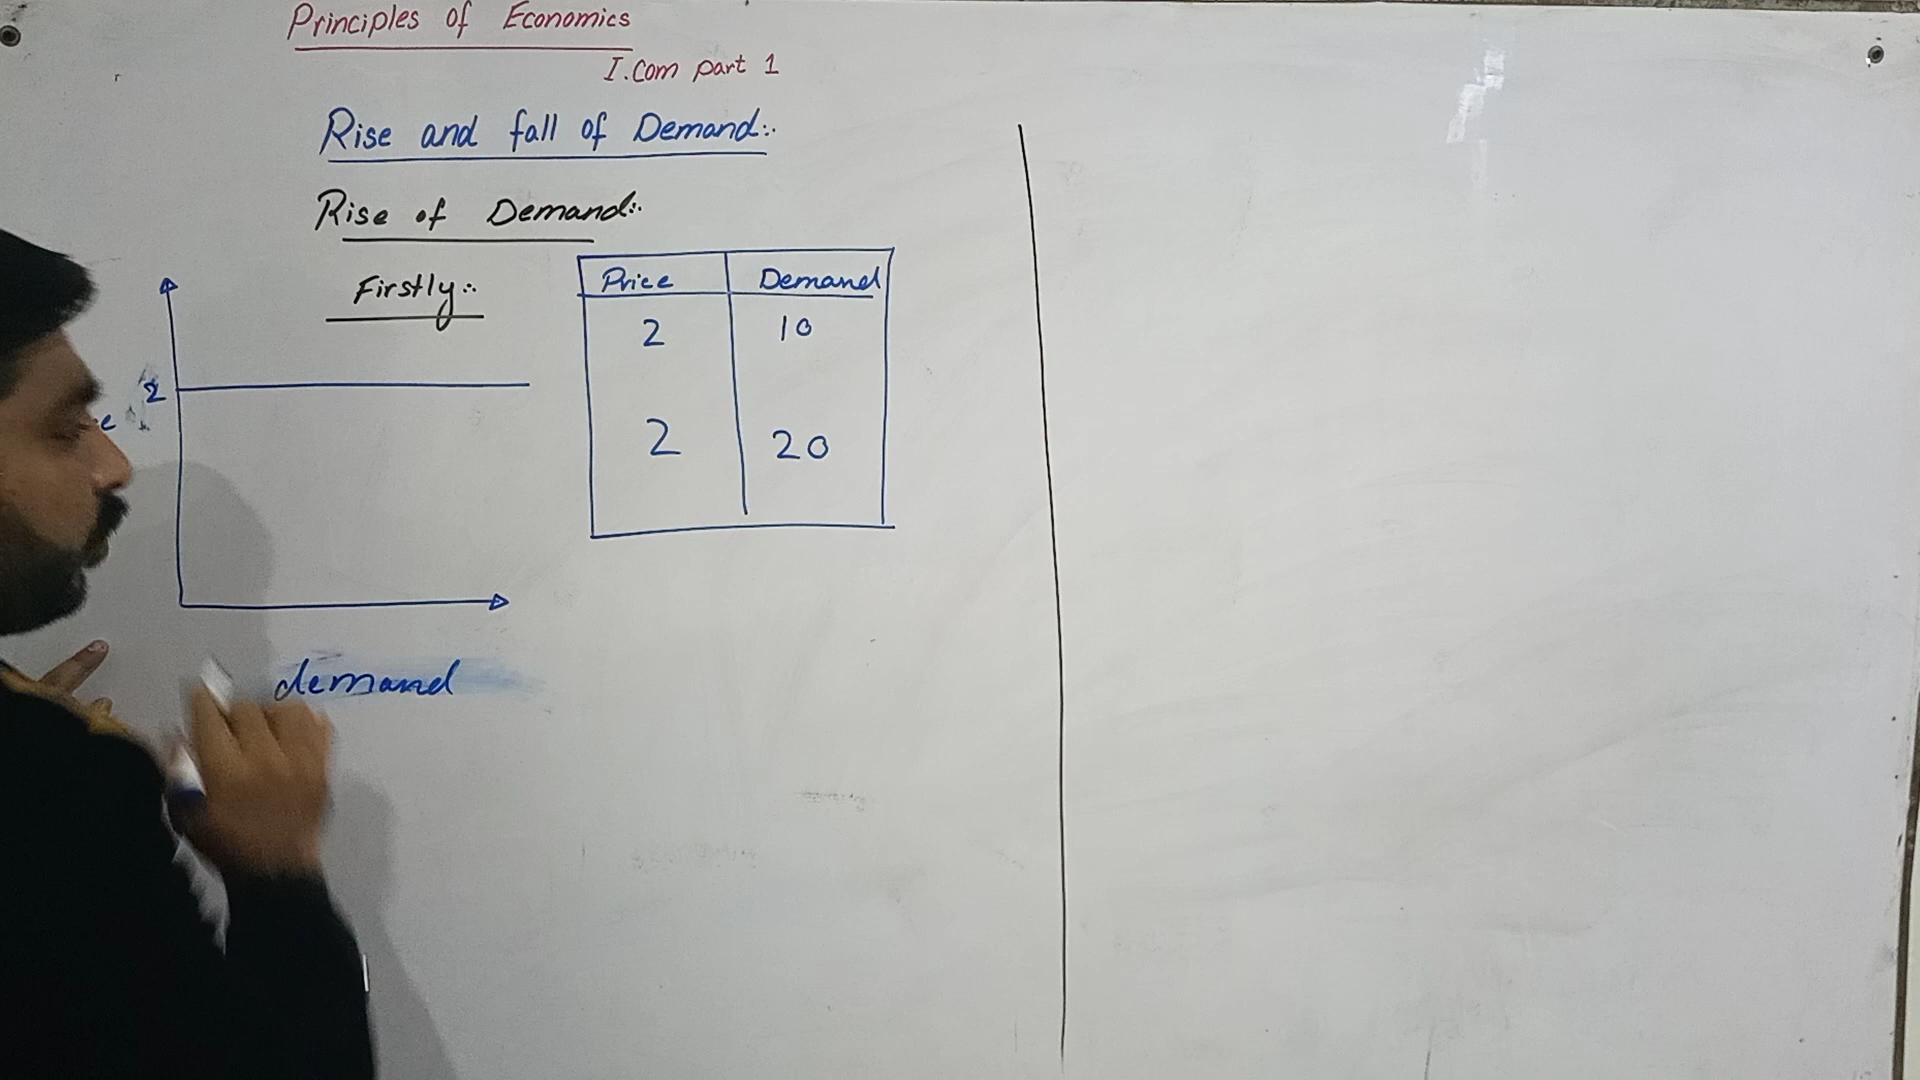 Principles of Economics
I.Com part 1
Rise and fall of Demand:.
Rise of Demand:.
Firstly:.
Price Demand
2 10
2
2 20
demand